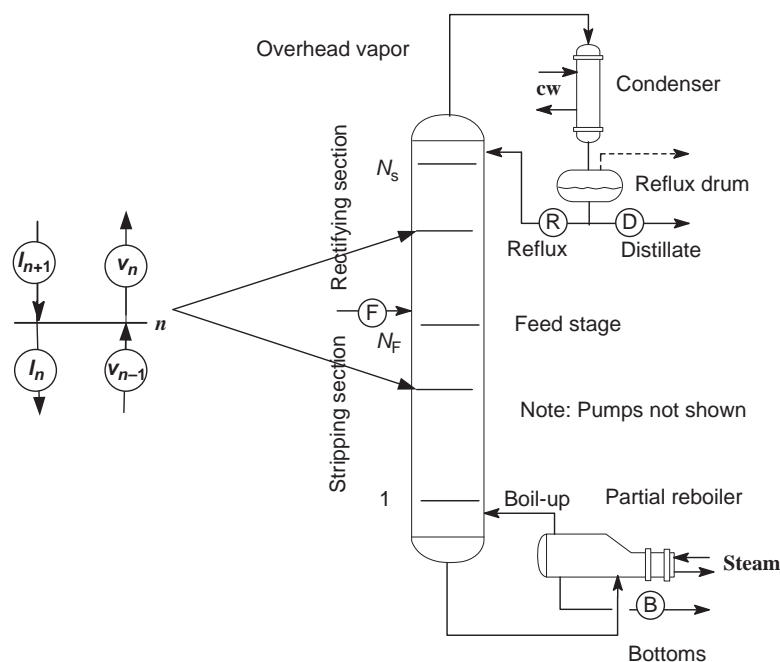 Overhead vapor
cw
Condenser
N_s
Rectifying section
Reflux drum
R
D
Reflux
Distillate
l_{n+1}
v_n
n
l_n
v_{n–1}
F
N_F
Feed stage
Stripping section
Note: Pumps not shown
1
Boil-up
Partial reboiler
Steam
B
Bottoms